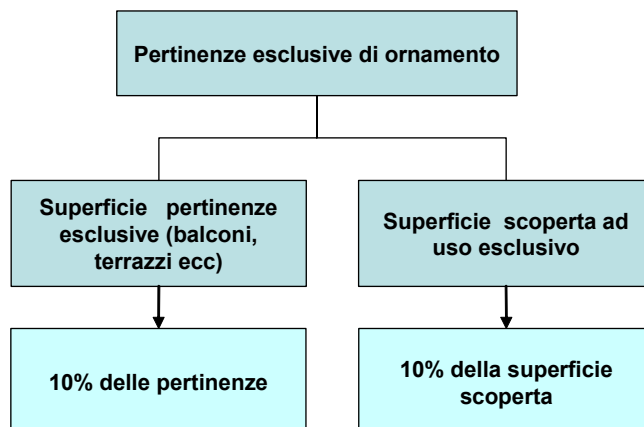 Pertinenze esclusive di ornamento
Superficie pertinenze
esclusive (balconi,
terrazzi ecc)
Superficie scoperta ad
uso esclusivo
10% delle pertinenze
10% della superficie
scoperta